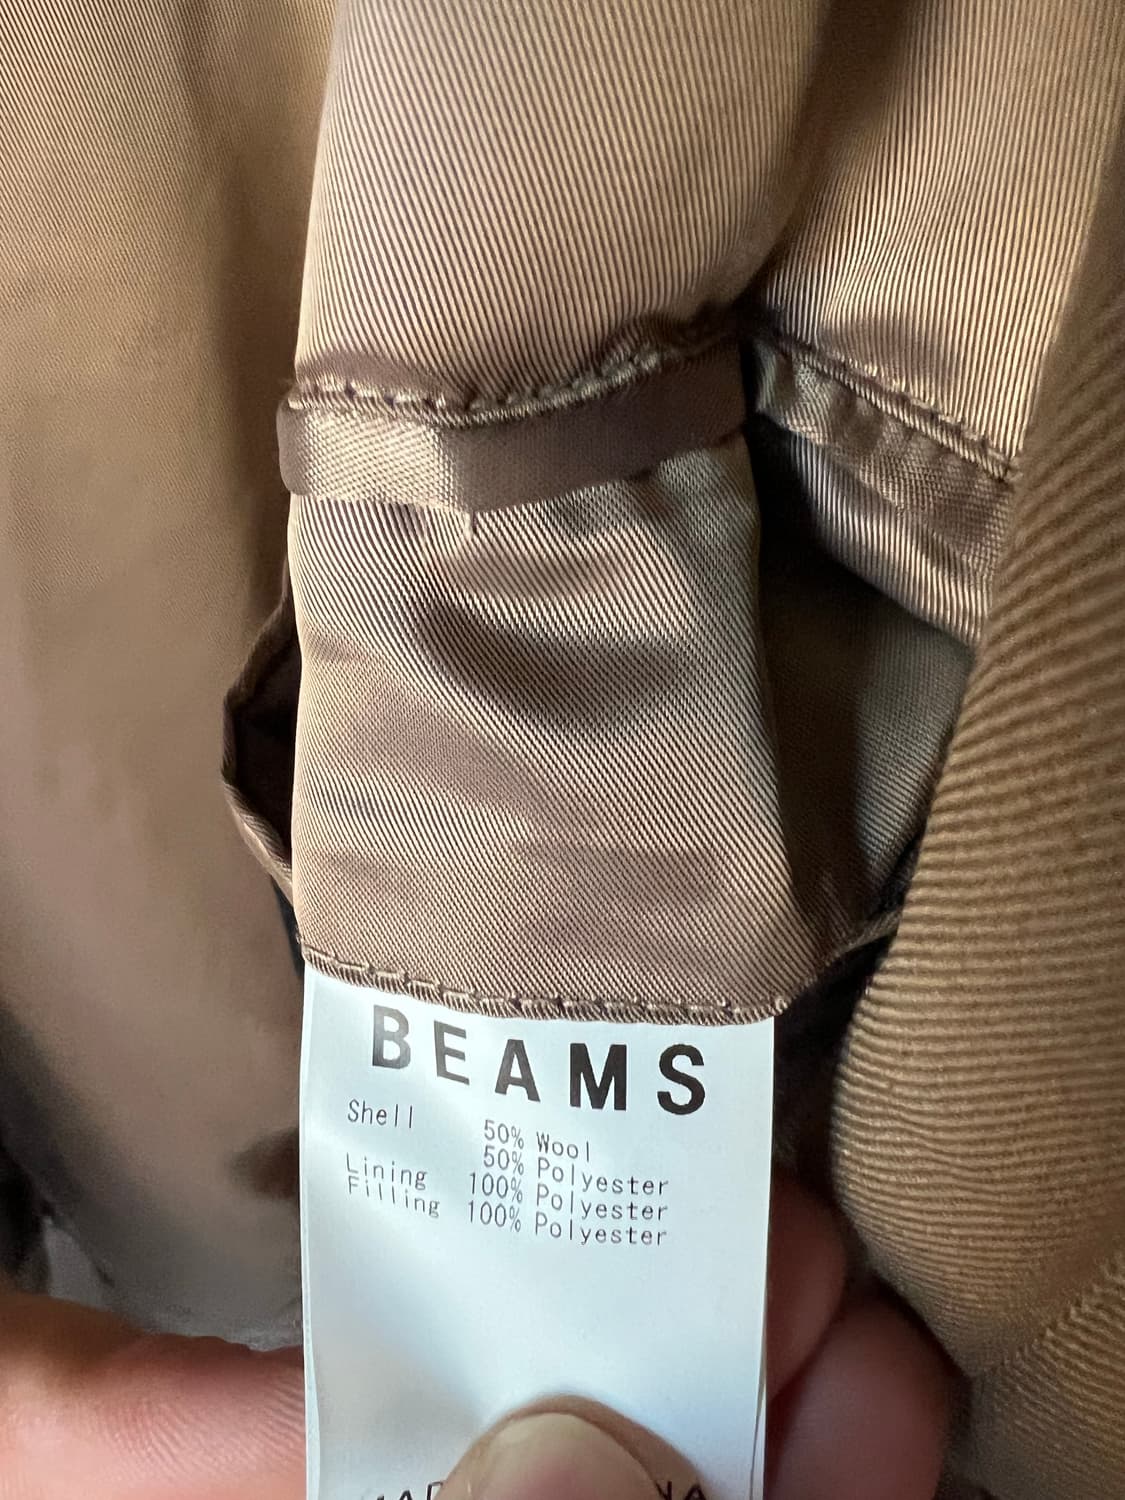 BEAMS
Shell 50% Wool
50% Polyester
Lining 100% Polyester
Filling 100% Polyester